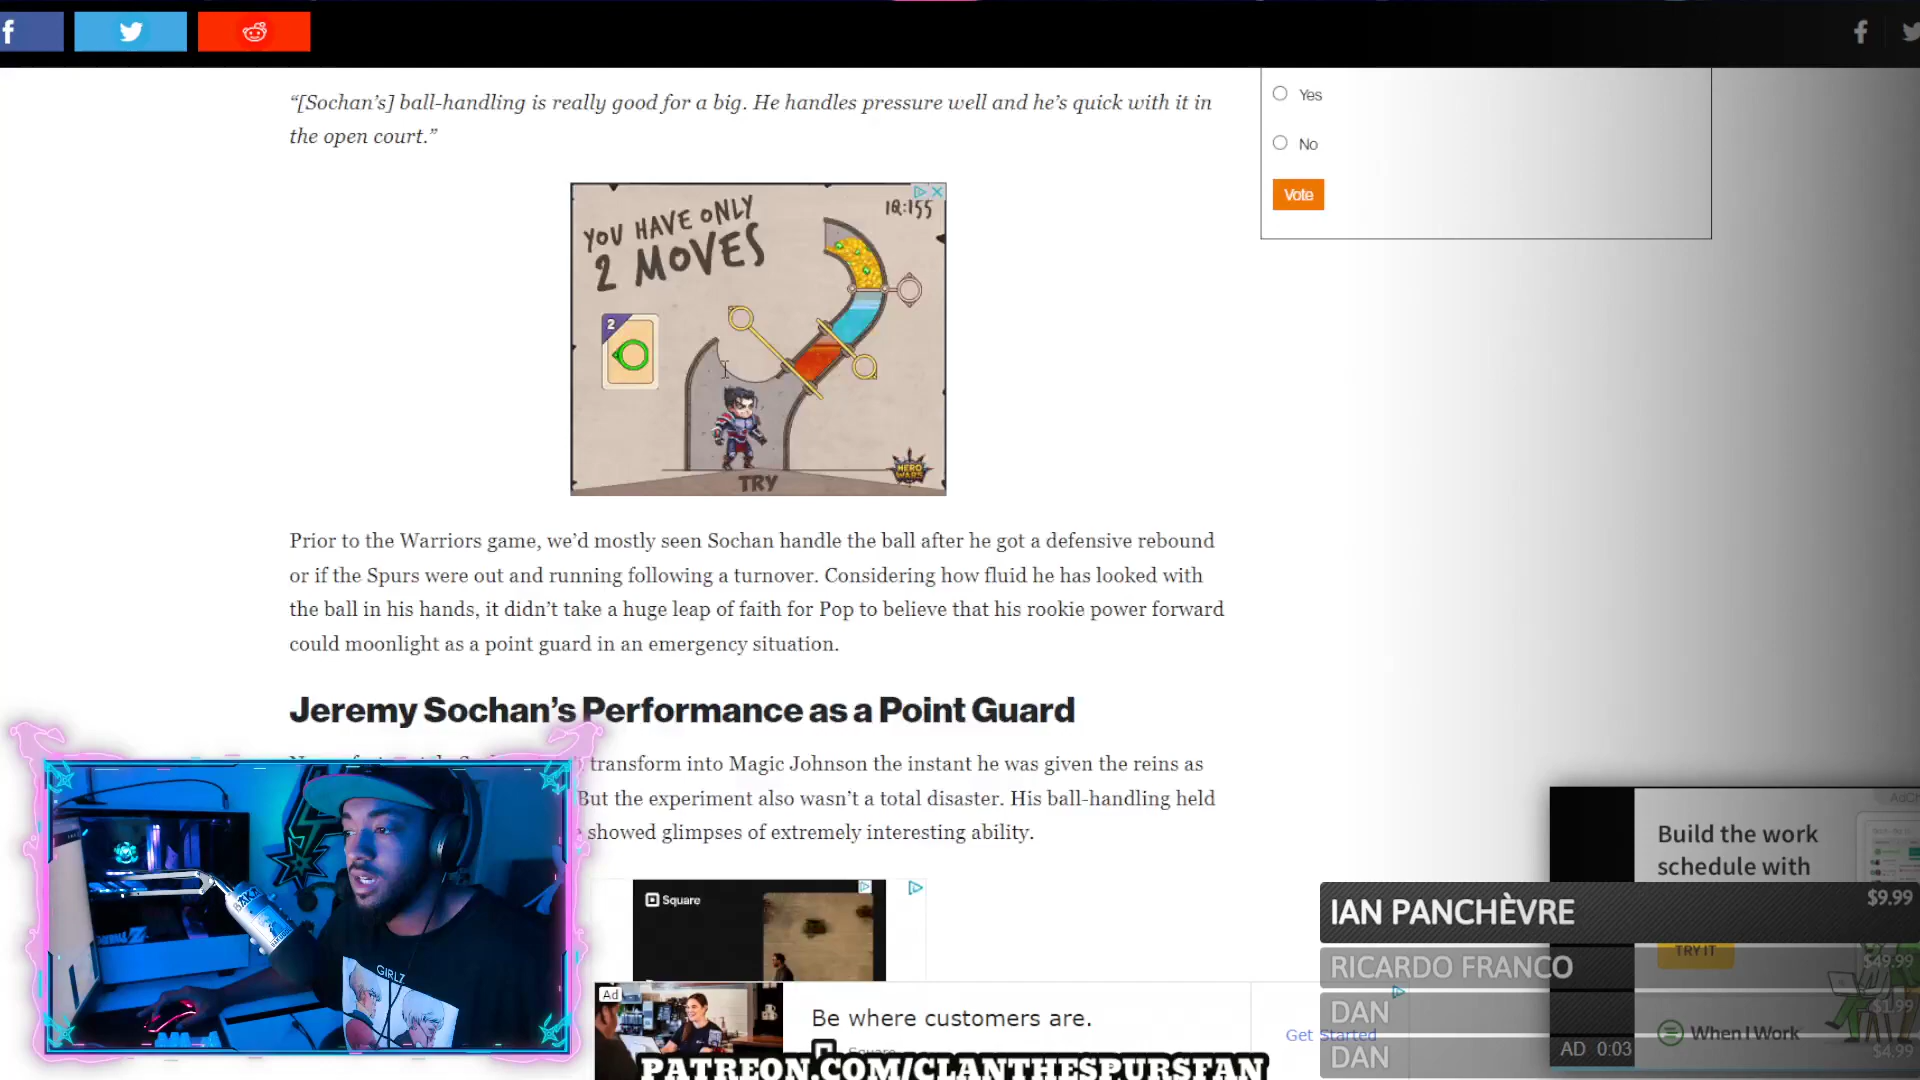 f
"[Sochan's] ball-handling is really good for a big. He handles pressure well and he's quick with it in
the open court."
Yes
No
Vote
YOU HAVE ONLY
2 MOVES
IQ:155
2
HERO
WARS
TRY
Prior to the Warriors game, we'd mostly seen Sochan handle the ball after he got a defensive rebound
or if the Spurs were out and running following a turnover. Considering how fluid he has looked with
the ball in his hands, it didn't take a huge leap of faith for Pop to believe that his rookie power forward
could moonlight as a point guard in an emergency situation.
Jeremy Sochan's Performance as a Point Guard
transform into Magic Johnson the instant he was given the reins as
But the experiment also wasn't a total disaster. His ball-handling held
showed glimpses of extremely interesting ability.
Square
Ad
Be where customers are.
Square
Get Started
AdCh
Build the work
schedule with
TRY IT
When I Work
AD 0:03
IAN PANCHÈVRE
$9.99
RICARDO FRANCO
$49.99
DAN
$1.99
DAN
$4.99
GIRLZ
PATREON.COM/CLANTHESPURSFAN